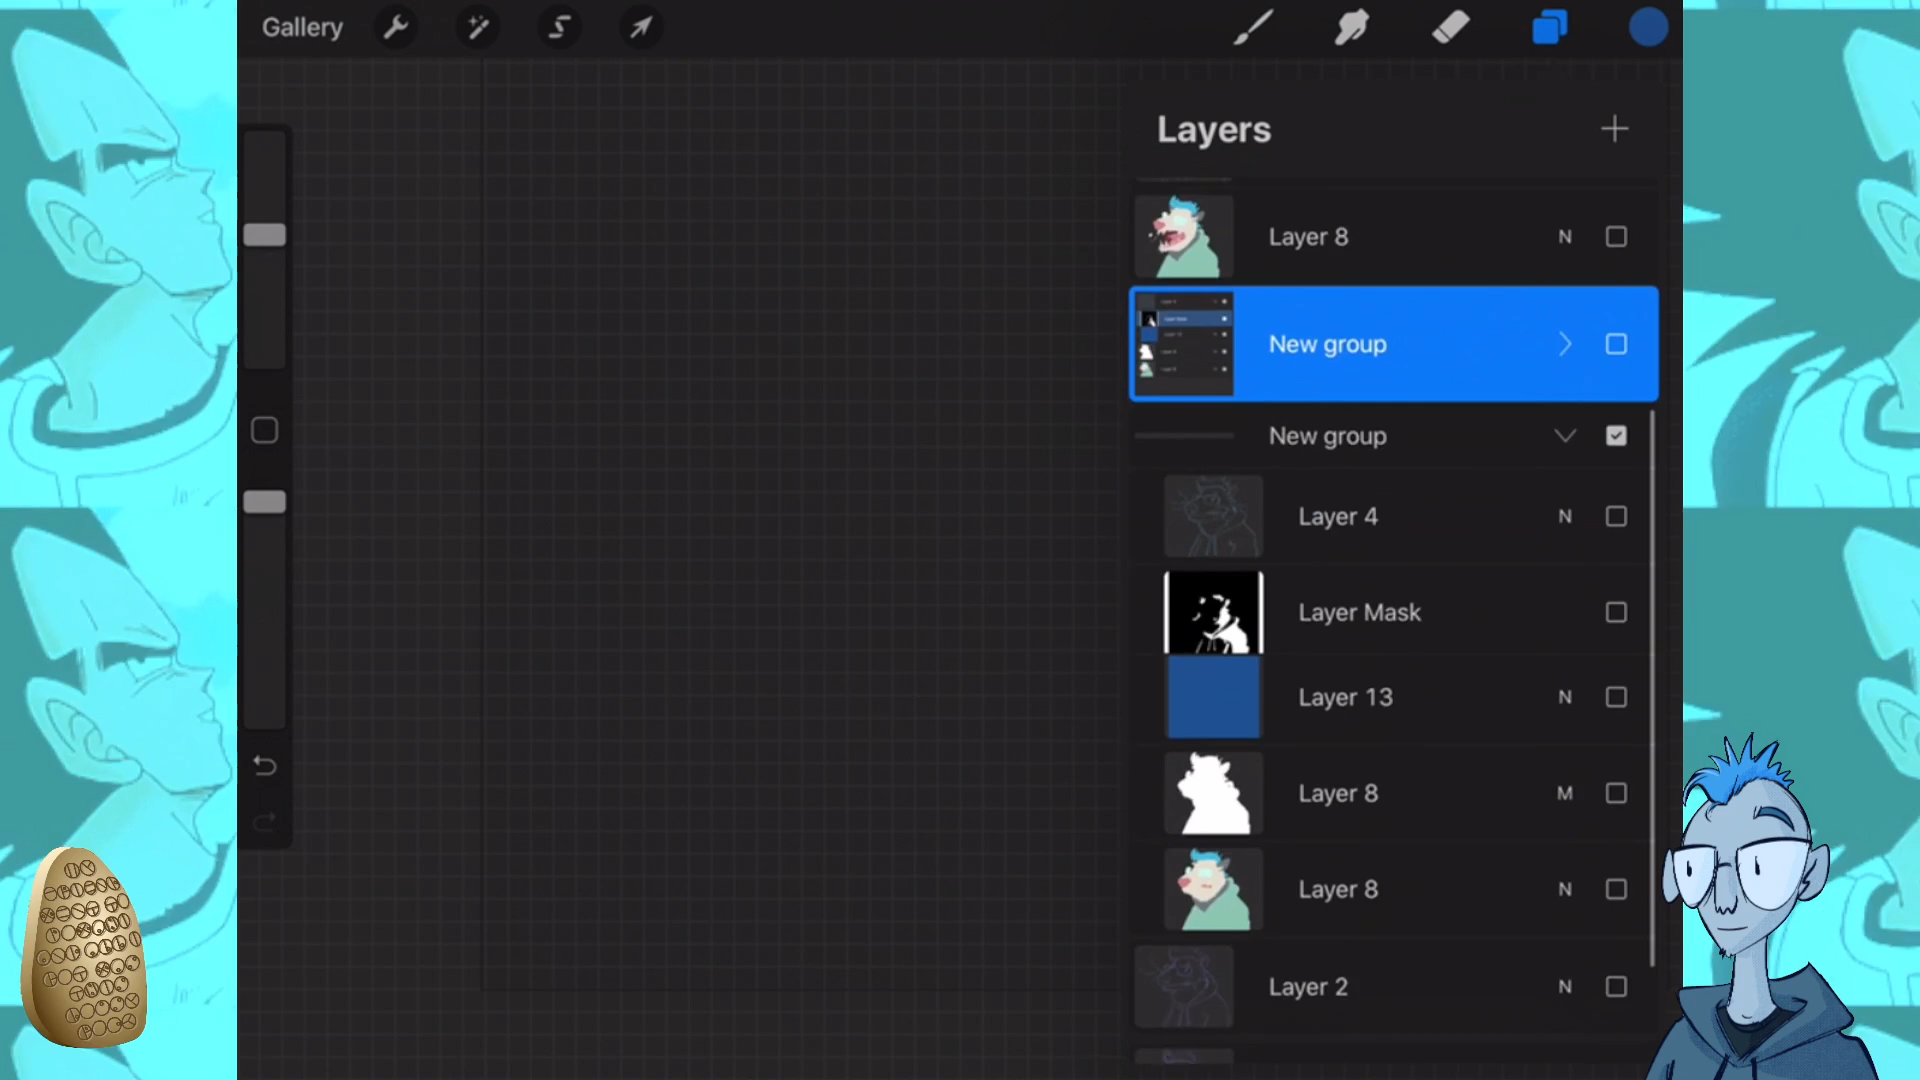 Gallery
Layers
Layer 8 N
New group
New group
Layer 4 N
Layer Mask
Layer 13 N
Layer 8 M
Layer 8 N
Layer 2 N